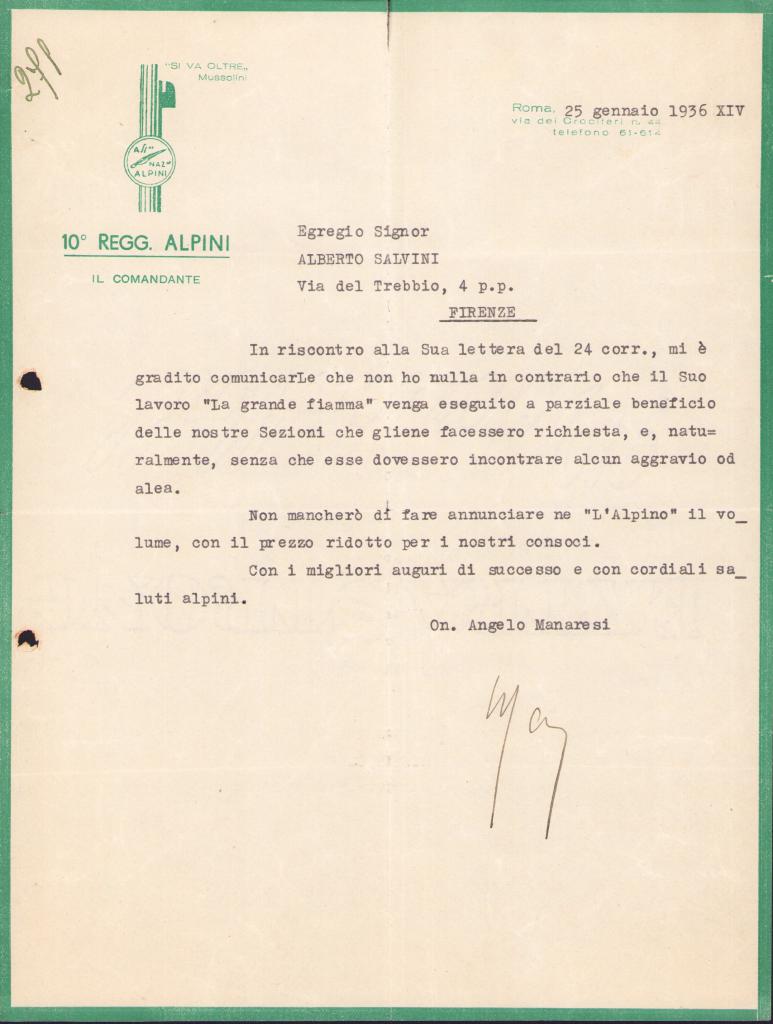 "SI VA OLTRE„
Mussolini
Assⁿᵉ
NAZˡᵉ
ALPINI
10° REGG. ALPINI
IL COMANDANTE
Roma, 25 gennaio 1936 XIV
via dei Crociferi n. 44
telefono 61-614
Egregio Signor
ALBERTO SALVINI
Via del Trebbio, 4 p.p.
FIRENZE
In riscontro alla Sua lettera del 24 corr., mi è
gradito comunicarLe che non ho nulla in contrario che il Suo
lavoro "La grande fiamma" venga eseguito a parziale beneficio
delle nostre Sezioni che gliene facessero richiesta, e, natu=
ralmente, senza che esse dovessero incontrare alcun aggravio od
alea.
Non mancherò di fare annunciare ne "L'Alpino" il vo_
lume, con il prezzo ridotto per i nostri consoci.
Con i migliori auguri di successo e con cordiali sa_
luti alpini.
On. Angelo Manaresi